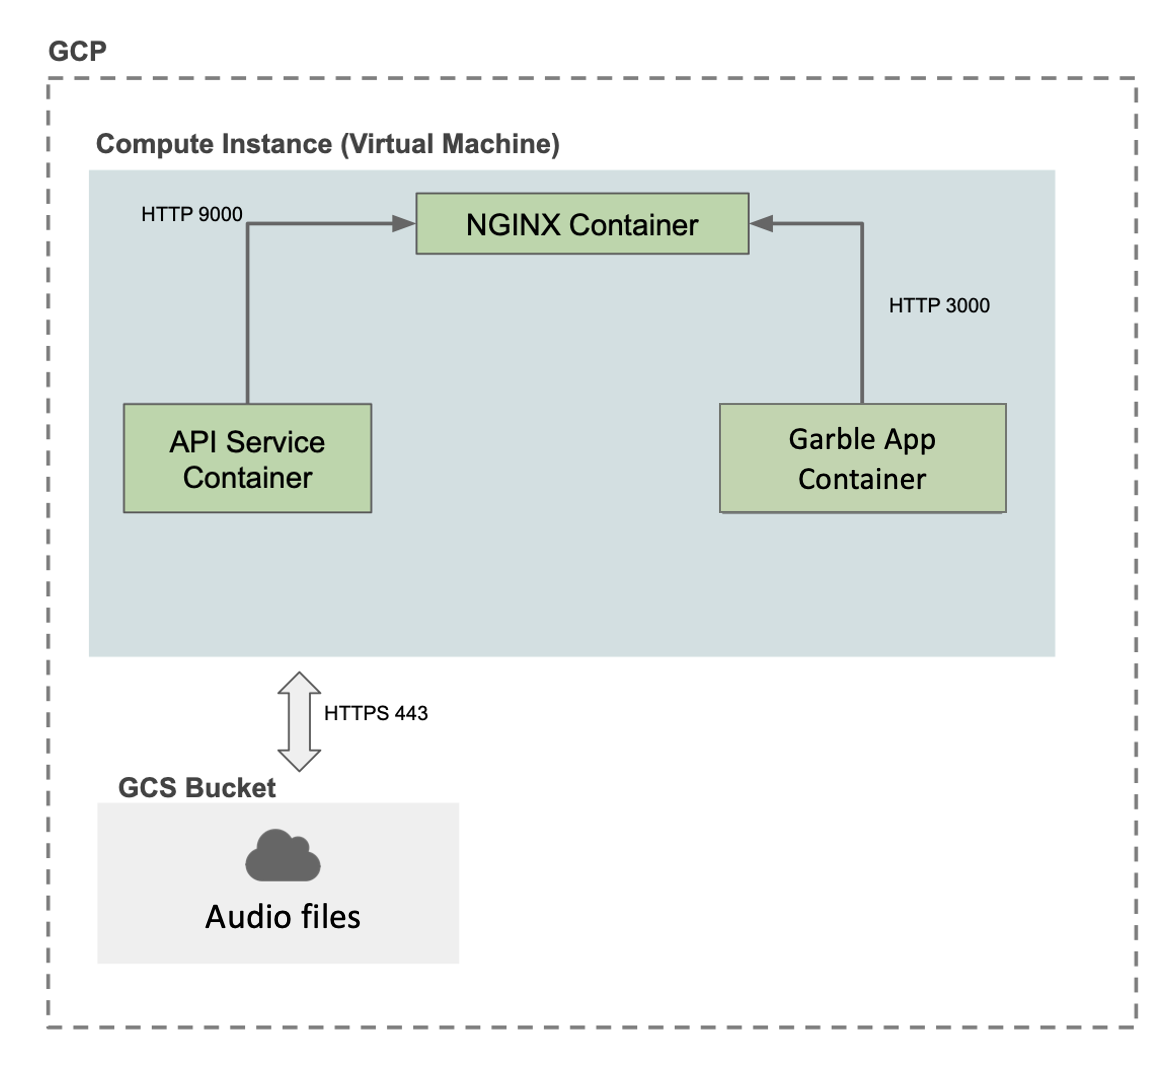 GCP
Compute Instance (Virtual Machine)
HTTP 9000
NGINX Container
HTTP 3000
API Service
Container
Garble App
Container
HTTPS 443
GCS Bucket
Audio files